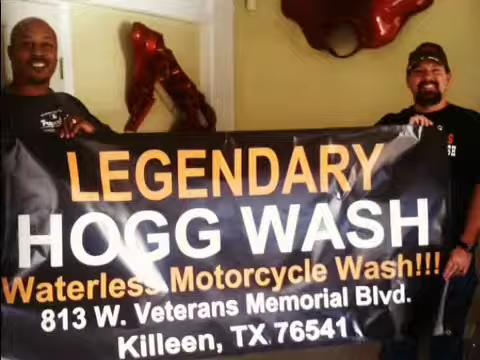 LEGENDARY
HOGG WASH
Waterless Motorcycle Wash!!!
813 W. Veterans Memorial Blvd.
Killeen, TX 76541